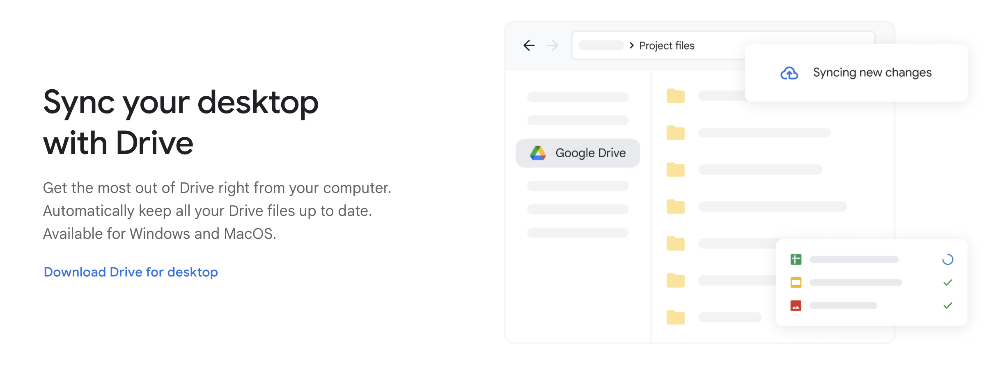 Sync your desktop
with Drive
Get the most out of Drive right from your computer.
Automatically keep all your Drive files up to date.
Available for Windows and MacOS.
Download Drive for desktop
Project files
Syncing new changes
Google Drive